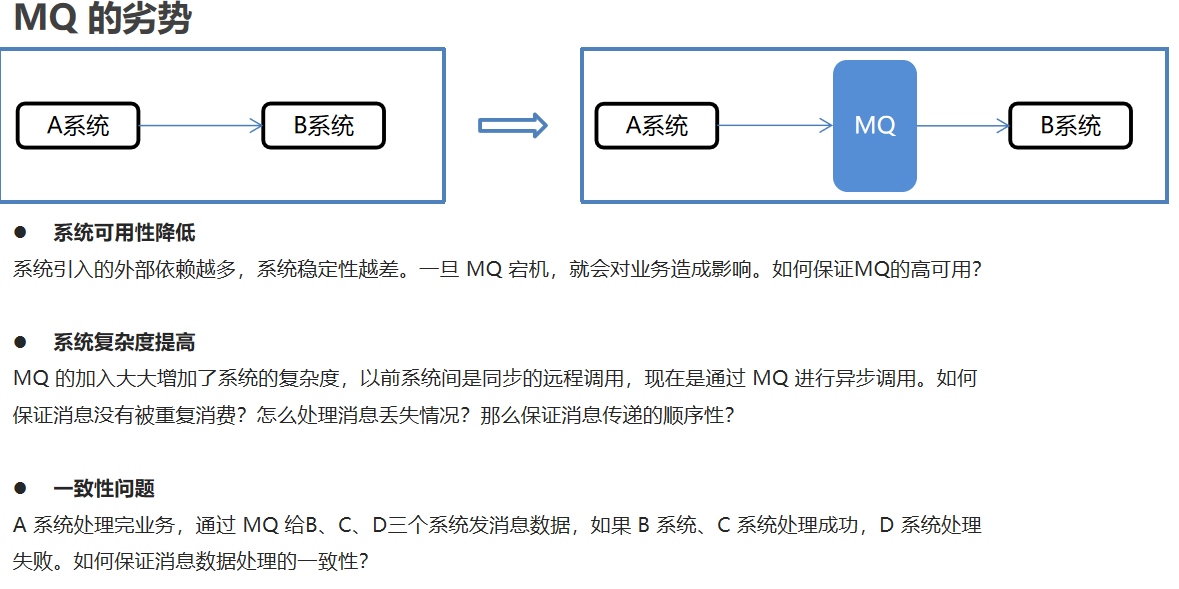 MQ 的劣势
A系统
B系统
A系统
MQ
B系统
● 系统可用性降低
系统引入的外部依赖越多，系统稳定性越差。一旦 MQ 宕机，就会对业务造成影响。如何保证MQ的高可用？
● 系统复杂度提高
MQ 的加入大大增加了系统的复杂度，以前系统间是同步的远程调用，现在是通过 MQ 进行异步调用。如何
保证消息没有被重复消费？怎么处理消息丢失情况？那么保证消息传递的顺序性？
● 一致性问题
A 系统处理完业务，通过 MQ 给B、C、D三个系统发消息数据，如果 B 系统、C 系统处理成功，D 系统处理
失败。如何保证消息数据处理的一致性？